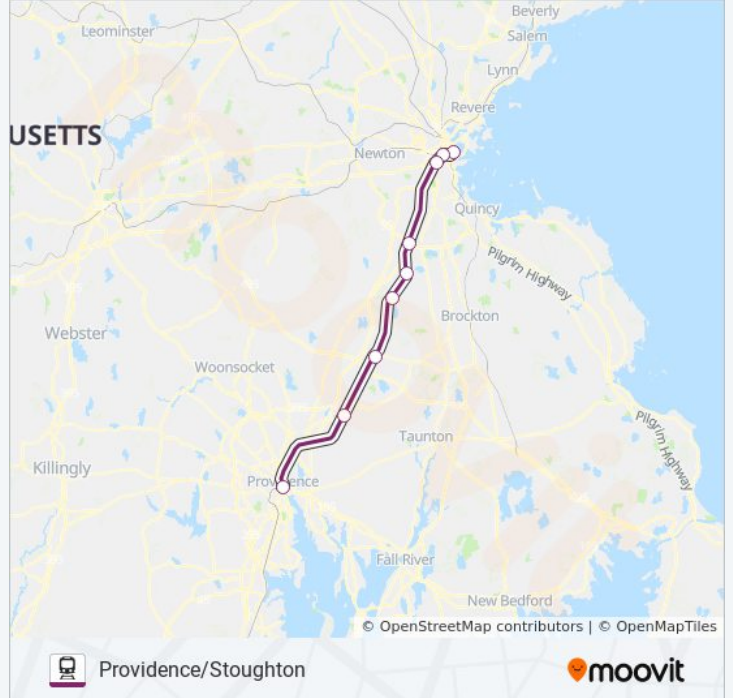 Beverly
Leominster
Salem
Lynn
Revere
USETTS
Newton
Quincy
Pilgrim Highway
Brockton
Webster
Woonsocket
Pilgrim Highway
Taunton
Killingly
Providence
Fall River
New Bedford
© OpenStreetMap contributors | © OpenMapTiles
Providence/Stoughton
moovit